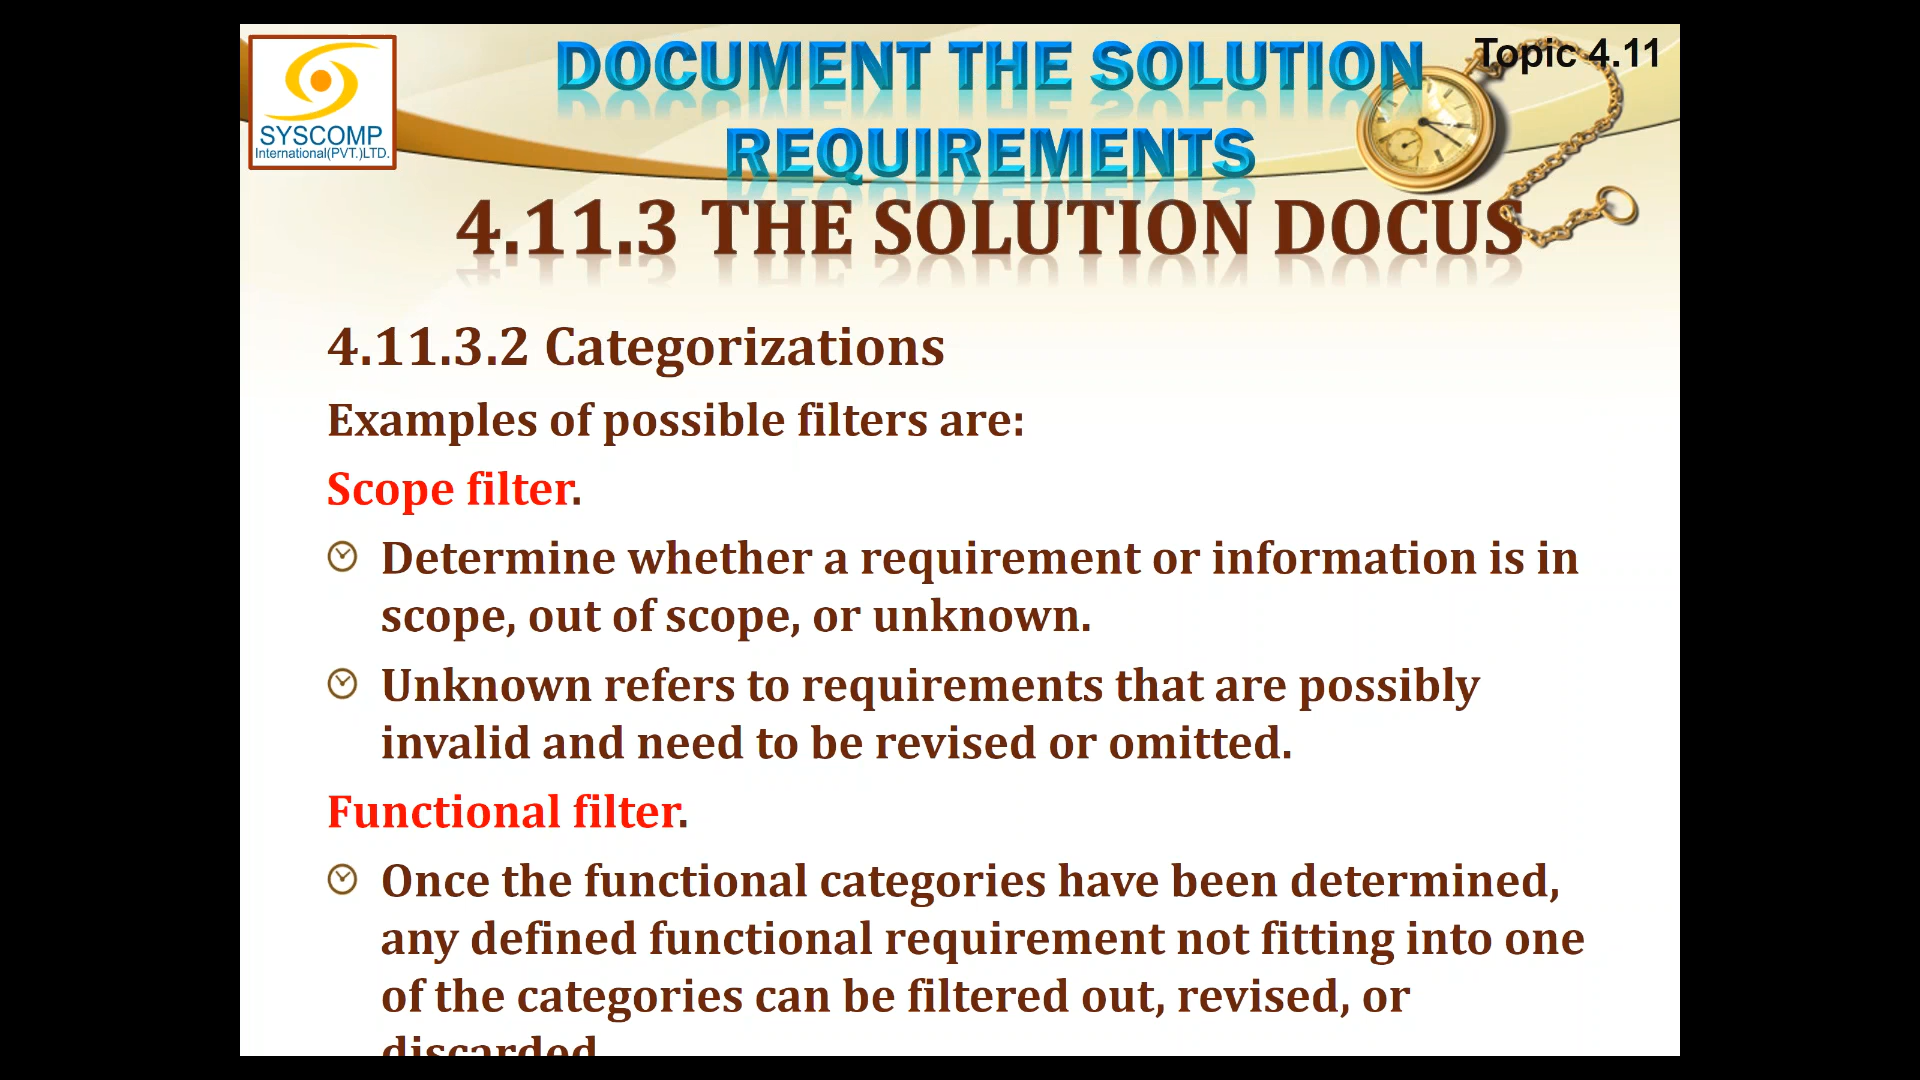 SYSCOMP
International(PVT.)LTD.
DOCUMENT THE SOLUTION
REQUIREMENTS
Topic 4.11
4.11.3 THE SOLUTION DOCUS
4.11.3.2 Categorizations
Examples of possible filters are:
Scope filter.
Determine whether a requirement or information is in
scope, out of scope, or unknown.
Unknown refers to requirements that are possibly
invalid and need to be revised or omitted.
Functional filter.
Once the functional categories have been determined,
any defined functional requirement not fitting into one
of the categories can be filtered out, revised, or
discarded